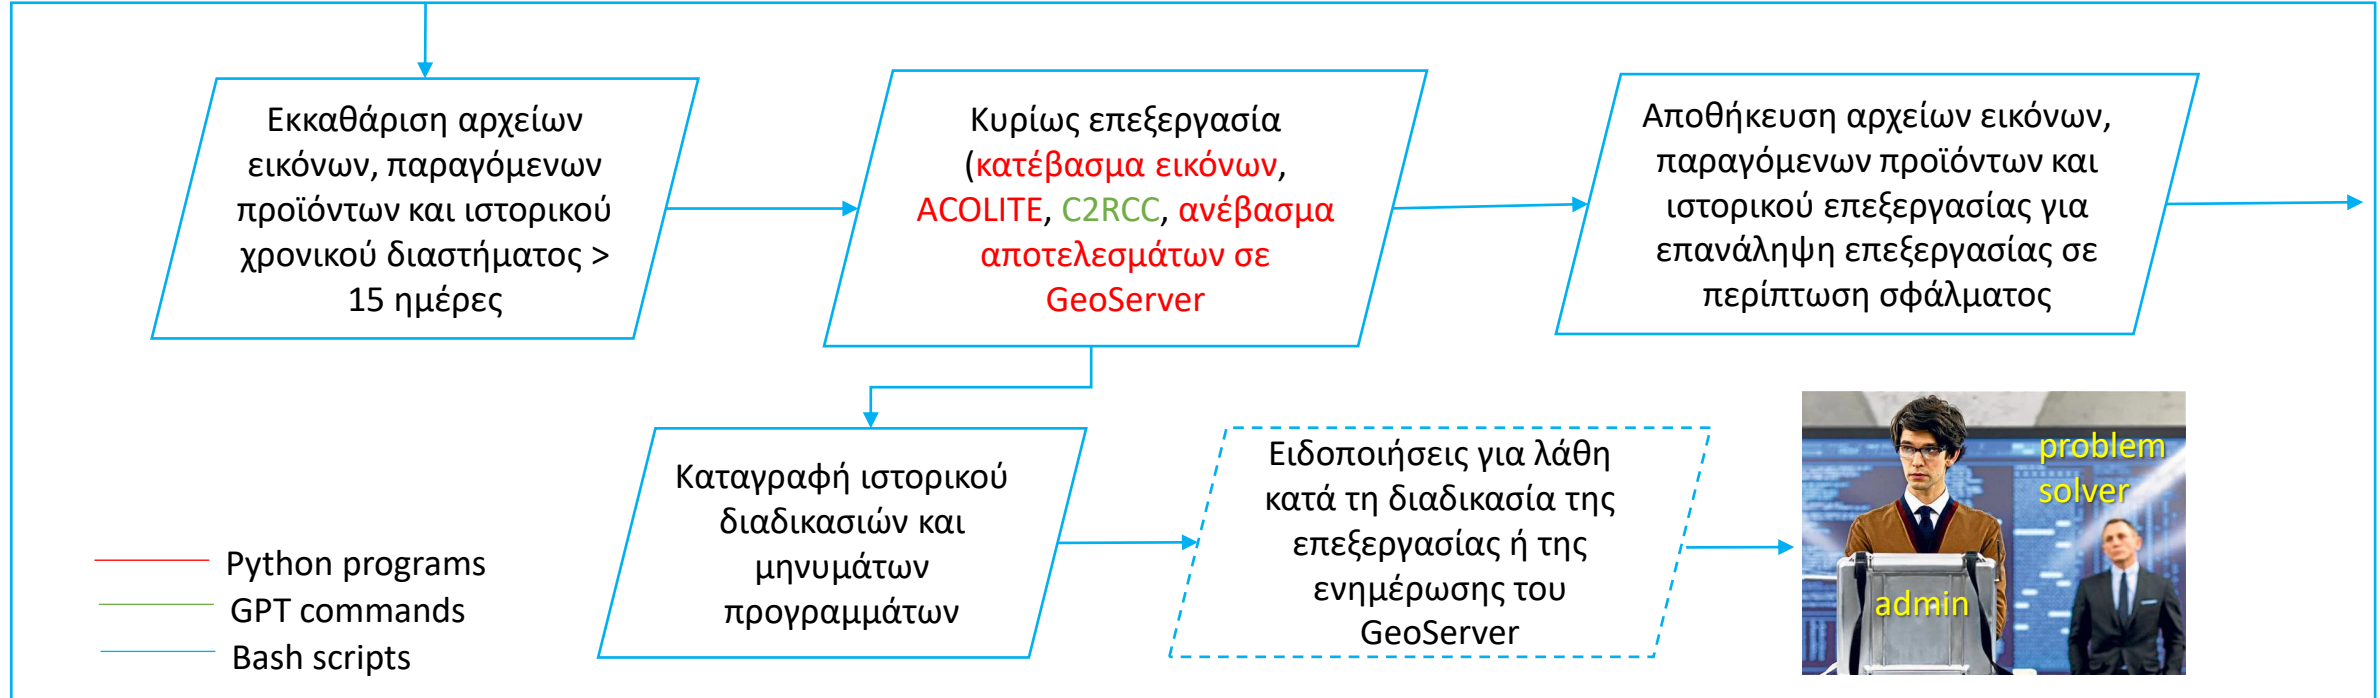 Εκκαθάριση αρχείων
εικόνων, παραγόμενων
προϊόντων και ιστορικού
χρονικού διαστήματος >
15 ημέρες
Κυρίως επεξεργασία
(κατέβασμα εικόνων,
ACOLITE, C2RCC, ανέβασμα
αποτελεσμάτων σε
GeoServer
Αποθήκευση αρχείων εικόνων,
παραγόμενων προϊόντων και
ιστορικού επεξεργασίας για
επανάληψη επεξεργασίας σε
περίπτωση σφάλματος
Καταγραφή ιστορικού
διαδικασιών και
μηνυμάτων
προγραμμάτων
Ειδοποιήσεις για λάθη
κατά τη διαδικασία της
επεξεργασίας ή της
ενημέρωσης του
GeoServer
problem
solver
admin
Python programs
GPT commands
Bash scripts